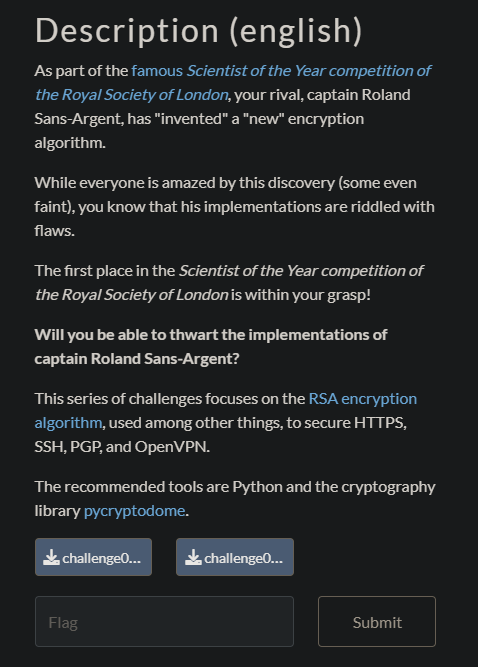 Description (english)
As part of the famous Scientist of the Year competition of
the Royal Society of London, your rival, captain Roland
Sans-Argent, has "invented" a "new" encryption
algorithm.
While everyone is amazed by this discovery (some even
faint), you know that his implementations are riddled with
flaws.
The first place in the Scientist of the Year competition of
the Royal Society of London is within your grasp!
Will you be able to thwart the implementations of
captain Roland Sans-Argent?
This series of challenges focuses on the RSA encryption
algorithm, used among other things, to secure HTTPS,
SSH, PGP, and OpenVPN.
The recommended tools are Python and the cryptography
library pycryptodome.
challenge0... challenge0...
Flag Submit